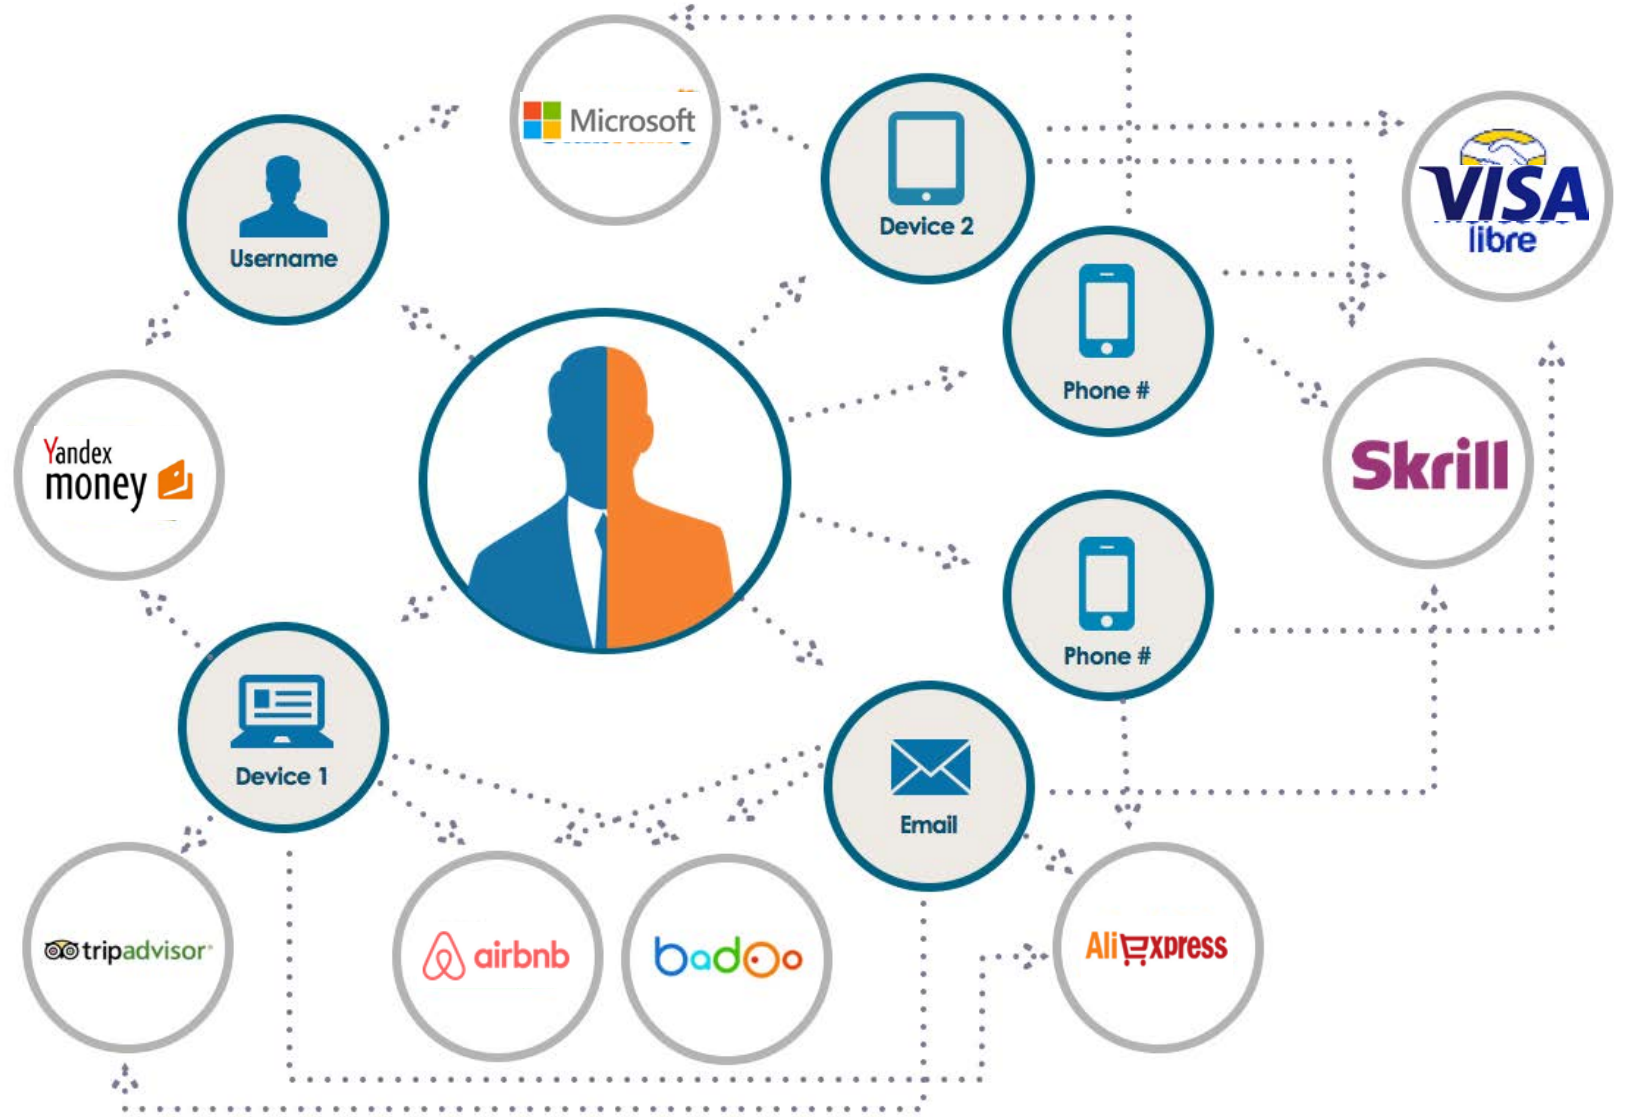 Microsoft
Device 2
VISA
libre
Username
Phone #
Yandex
money
Skrill
Phone #
Device 1
Email
tripadvisor
airbnb
badoo
AliExpress